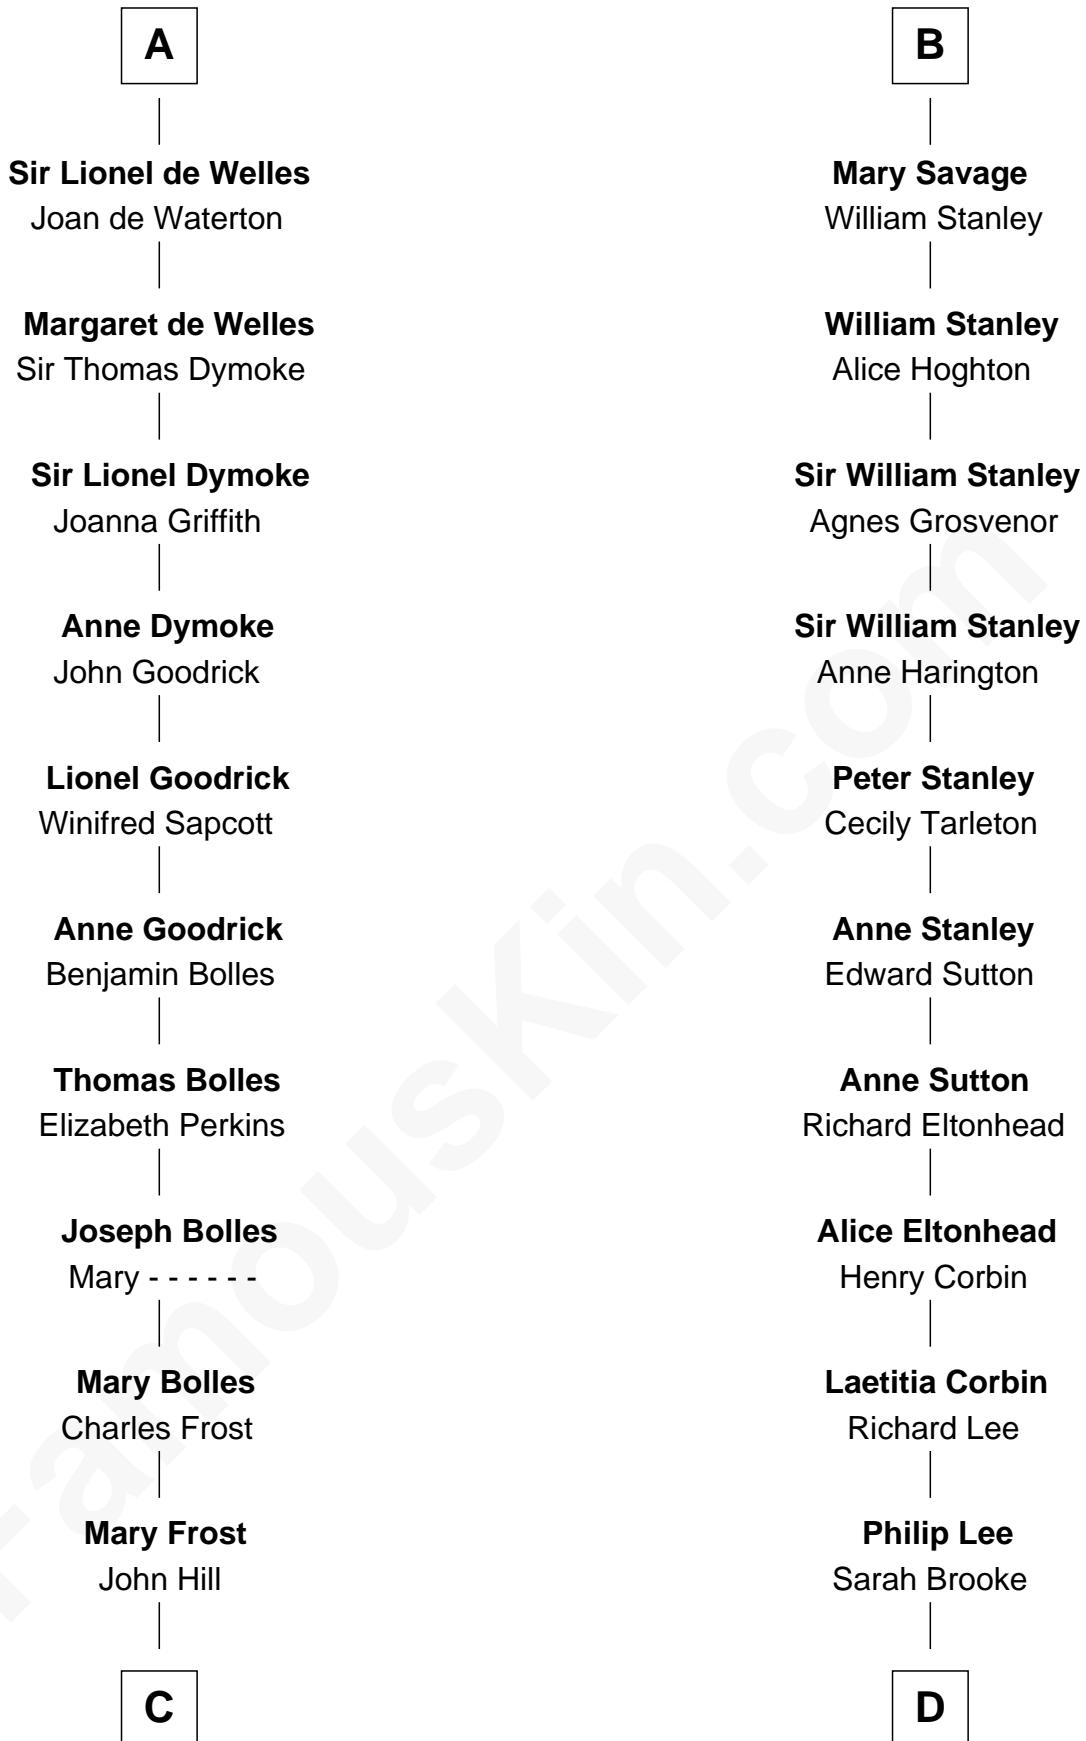 A
Sir Lionel de Welles
Joan de Waterton
Margaret de Welles
Sir Thomas Dymoke
Sir Lionel Dymoke
Joanna Griffith
Anne Dymoke
John Goodrick
Lionel Goodrick
Winifred Sapcott
Anne Goodrick
Benjamin Bolles
Thomas Bolles
Elizabeth Perkins
Joseph Bolles
Mary - - - - - -
Mary Bolles
Charles Frost
Mary Frost
John Hill
C
B
Mary Savage
William Stanley
William Stanley
Alice Hoghton
Sir William Stanley
Agnes Grosvenor
Sir William Stanley
Anne Harington
Peter Stanley
Cecily Tarleton
Anne Stanley
Edward Sutton
Anne Sutton
Richard Eltonhead
Alice Eltonhead
Henry Corbin
Laetitia Corbin
Richard Lee
Philip Lee
Sarah Brooke
D
FamousKin.com